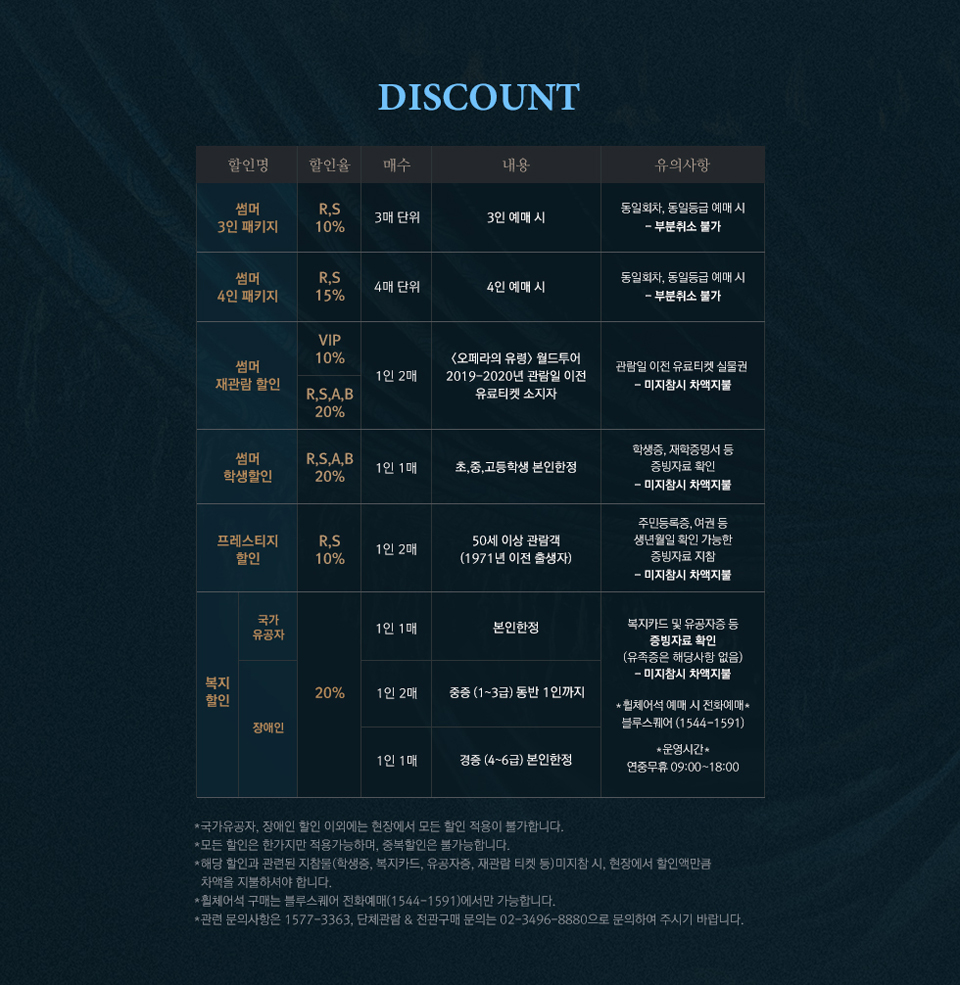 DISCOUNT
할인명 할인율 매수 내용 유의사항
썸머
3인 패키지
R,S
10%
3매 단위
3인 예매 시
동일회차, 동일등급 예매 시
- 부분취소 불가
썸머
4인 패키지
R,S
15%
4매 단위
4인 예매 시
동일회차, 동일등급 예매 시
- 부분취소 불가
썸머
재관람 할인
VIP
10%
R,S,A,B
20%
1인 2매
〈오페라의 유령〉 월드투어
2019-2020년 관람일 이전
유료티켓 소지자
관람일 이전 유료티켓 실물권
- 미지참시 차액지불
썸머
학생할인
R,S,A,B
20%
1인 1매
초,중,고등학생 본인한정
학생증, 재학증명서 등
증빙자료 확인
- 미지참시 차액지불
프레스티지
할인
R,S
10%
1인 2매
50세 이상 관람객
(1971년 이전 출생자)
주민등록증, 여권 등
생년월일 확인 가능한
증빙자료 지참
- 미지참시 차액지불
복지
할인
국가
유공자
장애인
20%
1인 1매
본인한정
1인 2매
중증 (1~3급) 동반 1인까지
1인 1매
경증 (4~6급) 본인한정
복지카드 및 유공자증 등
증빙자료 확인
(유족증은 해당사항 없음)
- 미지참시 차액지불
*휠체어석 예매 시 전화예매*
블루스퀘어 (1544-1591)
*운영시간*
연중무휴 09:00~18:00
*국가유공자, 장애인 할인 이외에는 현장에서 모든 할인 적용이 불가합니다.
*모든 할인은 한가지만 적용가능하며, 중복할인은 불가능합니다.
*해당 할인과 관련된 지참물(학생증, 복지카드, 유공자증, 재관람 티켓 등)미지참 시, 현장에서 할인액만큼
차액을 지불하셔야 합니다.
*휠체어석 구매는 블루스퀘어 전화예매(1544-1591)에서만 가능합니다.
*관련 문의사항은 1577-3363, 단체관람 & 전관구매 문의는 02-3496-8880으로 문의하여 주시기 바랍니다.